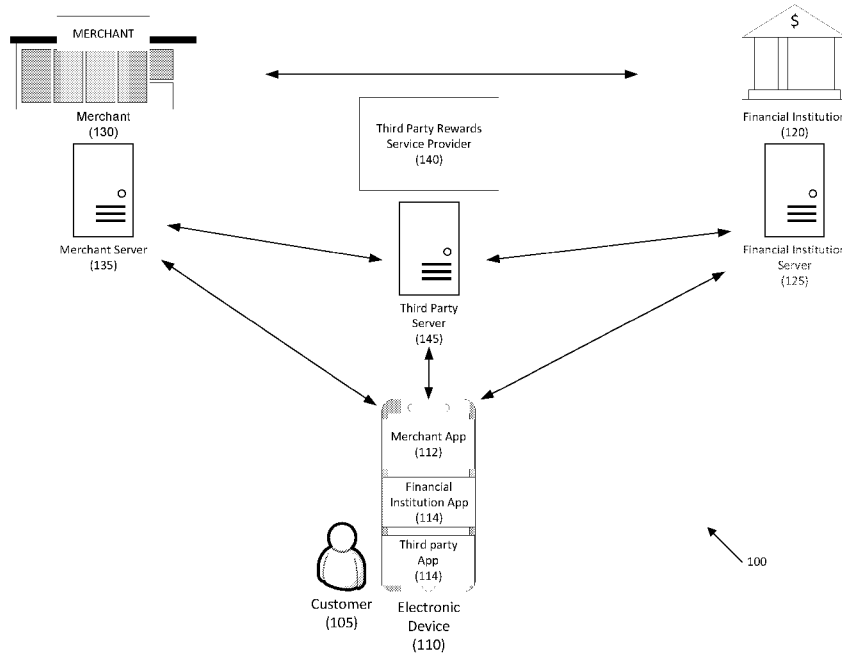 MERCHANT
$
Merchant
(130)
Financial Institution
(120)
Third Party Rewards
Service Provider
(140)
Merchant Server
(135)
Financial Institution
Server
(125)
Third Party
Server
(145)
Merchant App
(112)
Financial
Institution App
(114)
Third party
App
(114)
Customer
(105)
Electronic
Device
(110)
100